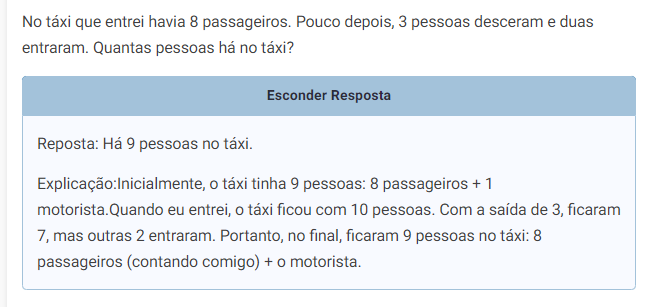 No táxi que entrei havia 8 passageiros. Pouco depois, 3 pessoas desceram e duas
entraram. Quantas pessoas há no táxi?
Esconder Resposta
Reposta: Há 9 pessoas no táxi.
Explicação:Inicialmente, o táxi tinha 9 pessoas: 8 passageiros + 1
motorista.Quando eu entrei, o táxi ficou com 10 pessoas. Com a saída de 3, ficaram
7, mas outras 2 entraram. Portanto, no final, ficaram 9 pessoas no táxi: 8
passageiros (contando comigo) + o motorista.